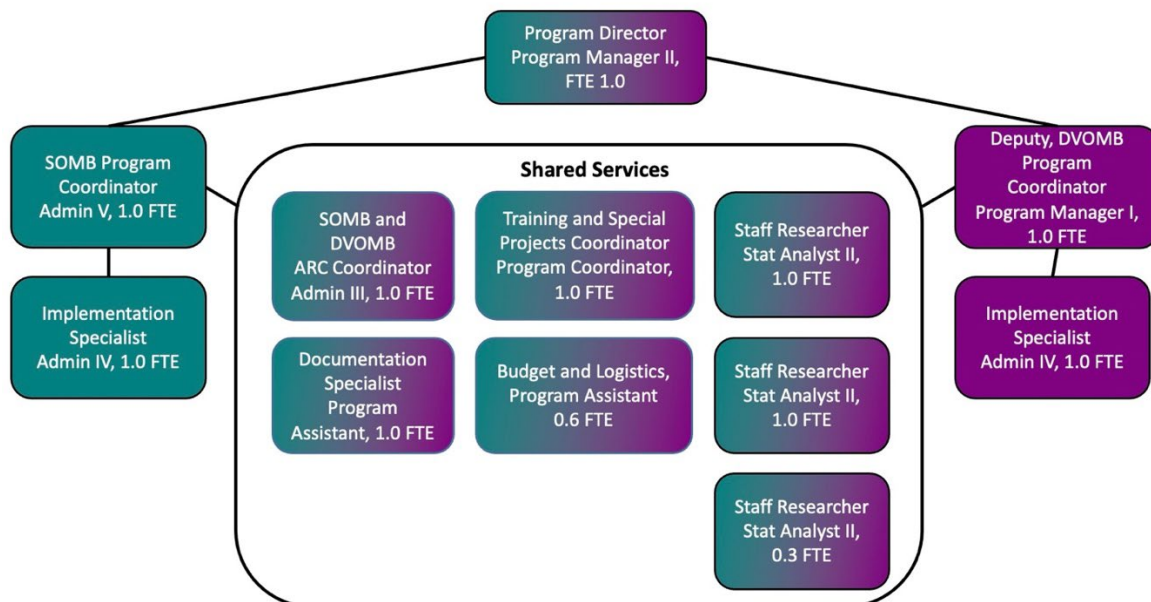 Program Director
Program Manager II,
FTE 1.0
SOMB Program
Coordinator
Admin V, 1.0 FTE
Implementation
Specialist
Admin IV, 1.0 FTE
Shared Services
SOMB and
DVOMB
ARC Coordinator
Admin III, 1.0 FTE
Training and Special
Projects Coordinator
Program Coordinator,
1.0 FTE
Staff Researcher
Stat Analyst II,
1.0 FTE
Documentation
Specialist
Program
Assistant, 1.0 FTE
Budget and Logistics,
Program Assistant
0.6 FTE
Staff Researcher
Stat Analyst II,
1.0 FTE
Staff Researcher
Stat Analyst II,
0.3 FTE
Deputy, DVOMB
Program
Coordinator
Program Manager I,
1.0 FTE
Implementation
Specialist
Admin IV, 1.0 FTE